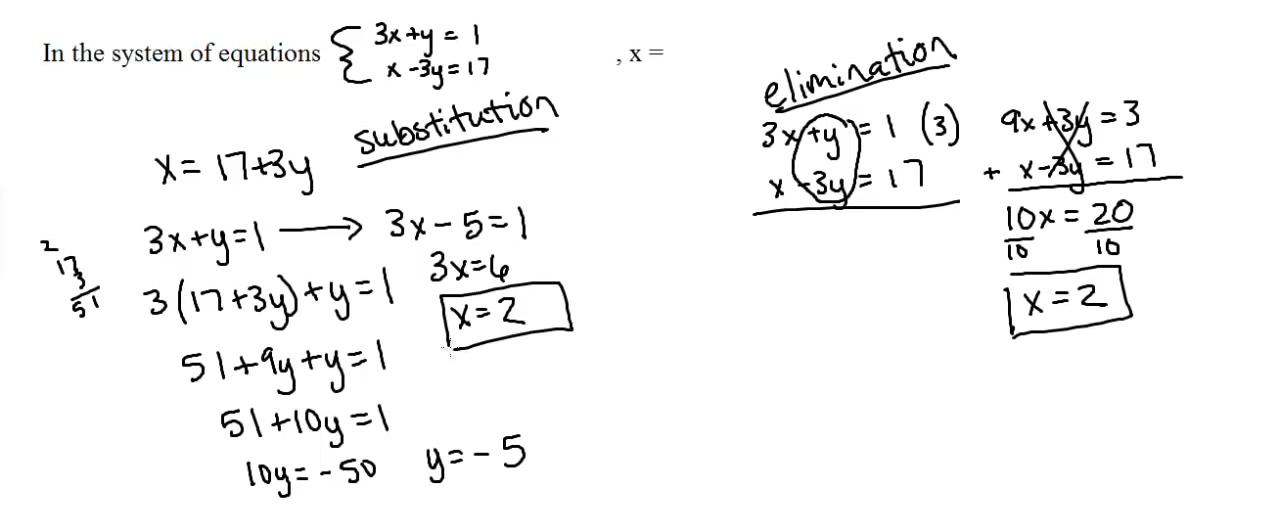 In the system of equations { 3x+y=1 , x =
x-3y=17
substitution
x=17+3y
3x+y=1 → 3x-5=1
3x=6
x=2
2
17
3
51
3(17+3y)+y=1
51+9y+y=1
51+10y=1
10y=-50 y=-5
elimination
3x+y=1 (3)
x-3y=17
9x+3y=3
+ x-3y=17
10x=20
10 10
x=2